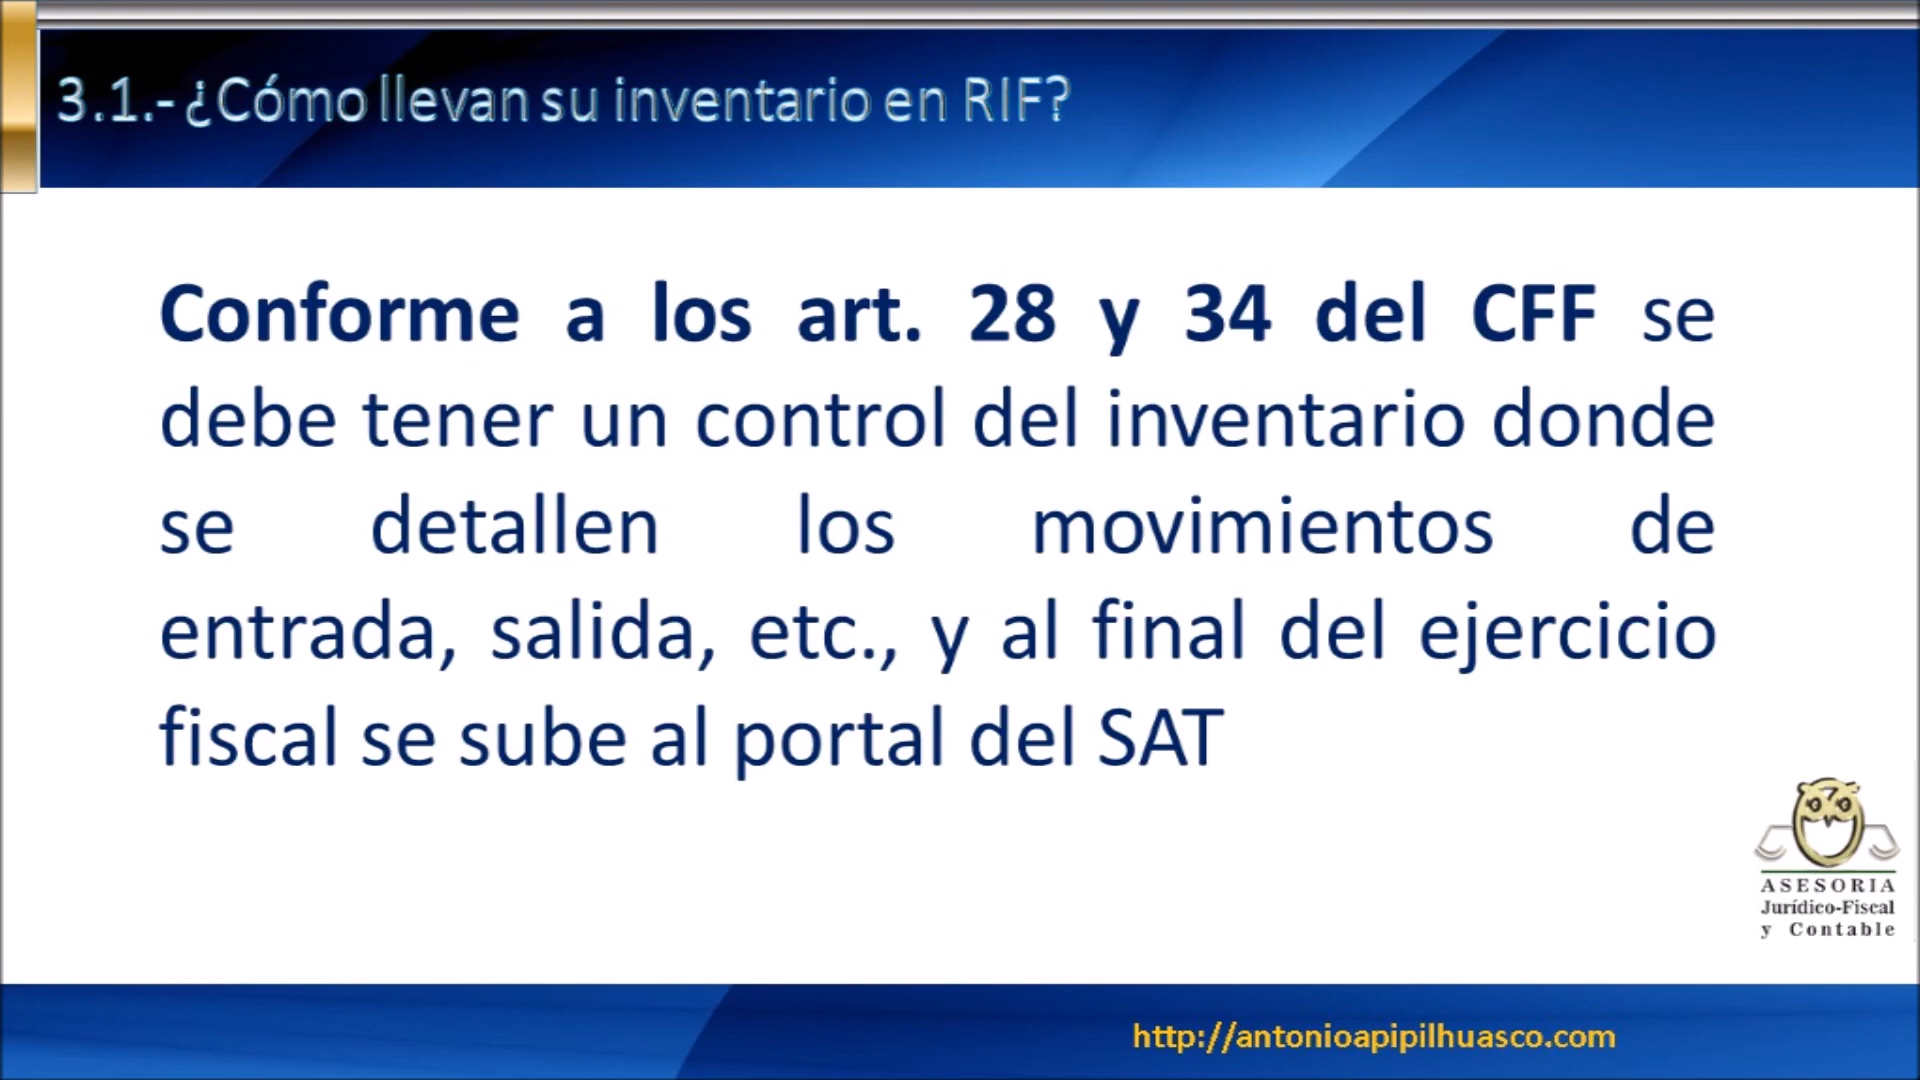 3.1.- ¿Cómo llevan su inventario en RIF?
Conforme a los art. 28 y 34 del CFF se
debe tener un control del inventario donde
se detallen los movimientos de
entrada, salida, etc., y al final del ejercicio
fiscal se sube al portal del SAT
ASESORIA
Jurídico-Fiscal
y Contable
http://antonioapipilhuasco.com